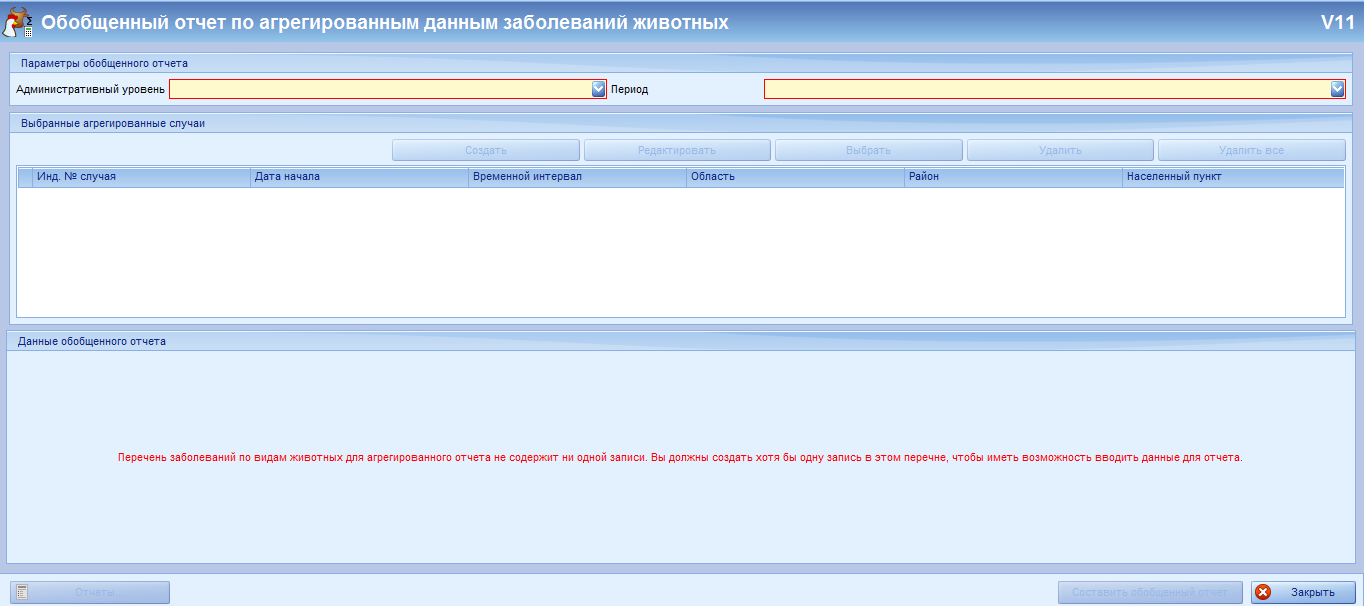 Обобщенный отчет по агрегированным данным заболеваний животных V11
Параметры обобщенного отчета
Административный уровень Период
Выбранные агрегированные случаи
Создать Редактировать Выбрать Удалить Удалить все
Инд. № случая Дата начала Временной интервал Область Район Населенный пункт
Данные обобщенного отчета
Перечень заболеваний по видам животных для агрегированного отчета не содержит ни одной записи. Вы должны создать хотя бы одну запись в этом перечне, чтобы иметь возможность вводить данные для отчета.
Отчеты... Составить обобщенный отчет Закрыть